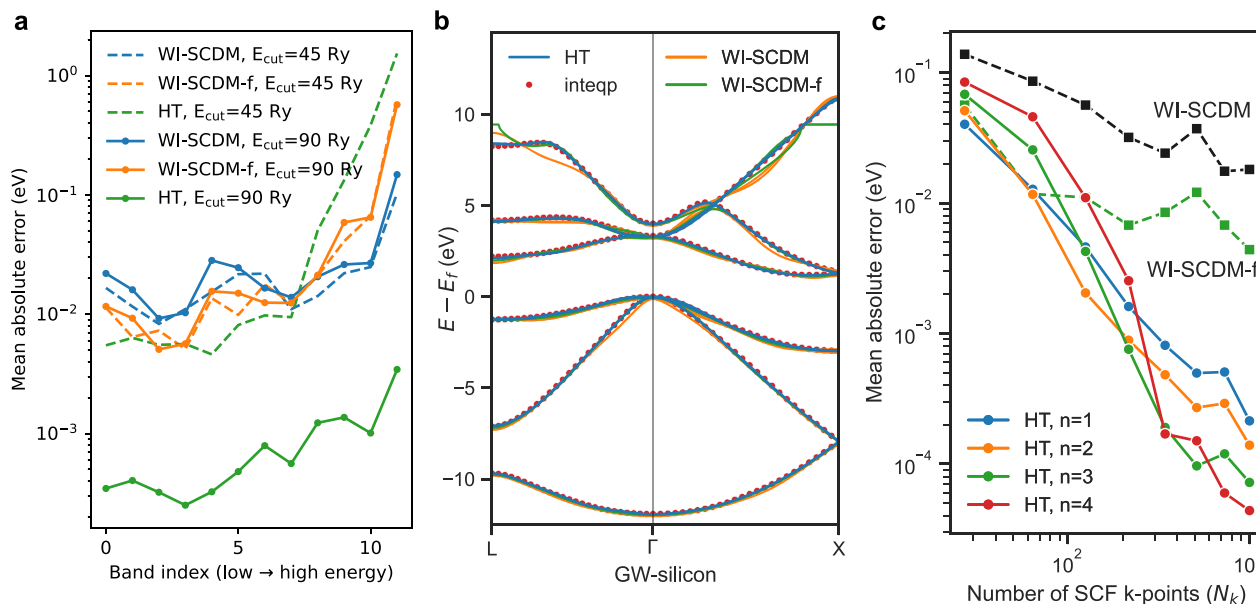 a
WI-SCDM, E_cut=45 Ry
WI-SCDM-f, E_cut=45 Ry
HT, E_cut=45 Ry
WI-SCDM, E_cut=90 Ry
WI-SCDM-f, E_cut=90 Ry
HT, E_cut=90 Ry
Mean absolute error (eV)
10^0
10^-1
10^-2
10^-3
0
5
10
Band index (low → high energy)
b
HT
WI-SCDM
inteqp
WI-SCDM-f
E − E_f (eV)
10
5
0
−5
−10
L
Γ
X
GW-silicon
c
WI-SCDM
WI-SCDM-f
HT, n=1
HT, n=2
HT, n=3
HT, n=4
Mean absolute error (eV)
10^-1
10^-2
10^-3
10^-4
10^2
Number of SCF k-points (N_k)